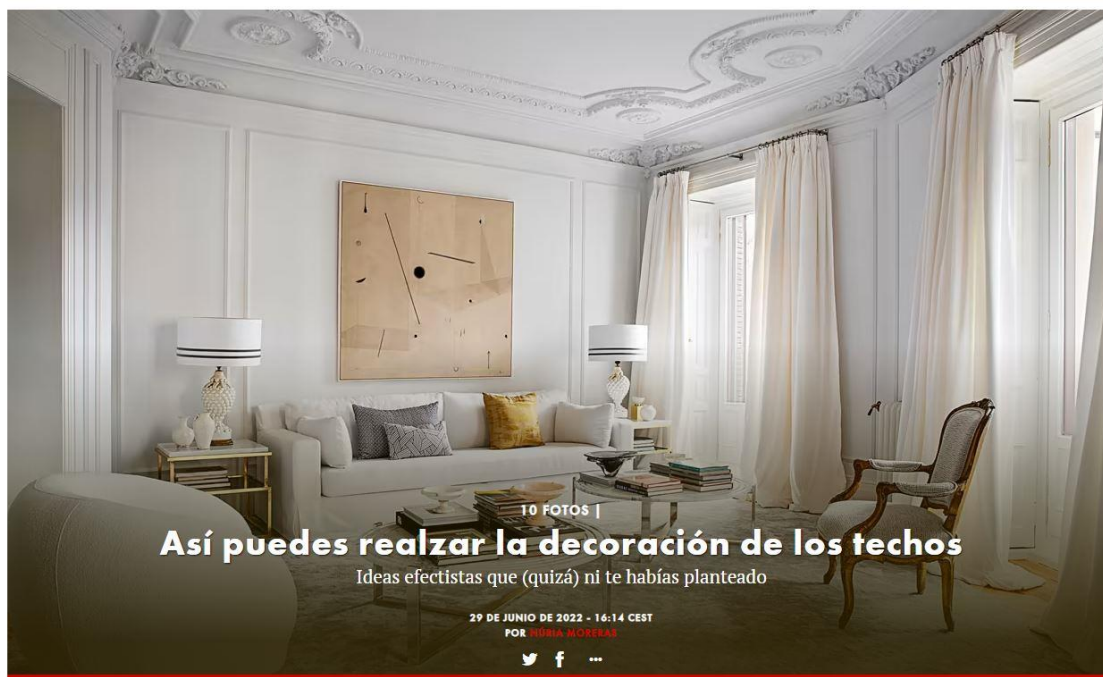 10 FOTOS |
Así puedes realzar la decoración de los techos
Ideas efectistas que (quizá) ni te habías planteado
29 DE JUNIO DE 2022 - 16:14 CEST
POR NÚRIA MORERAS